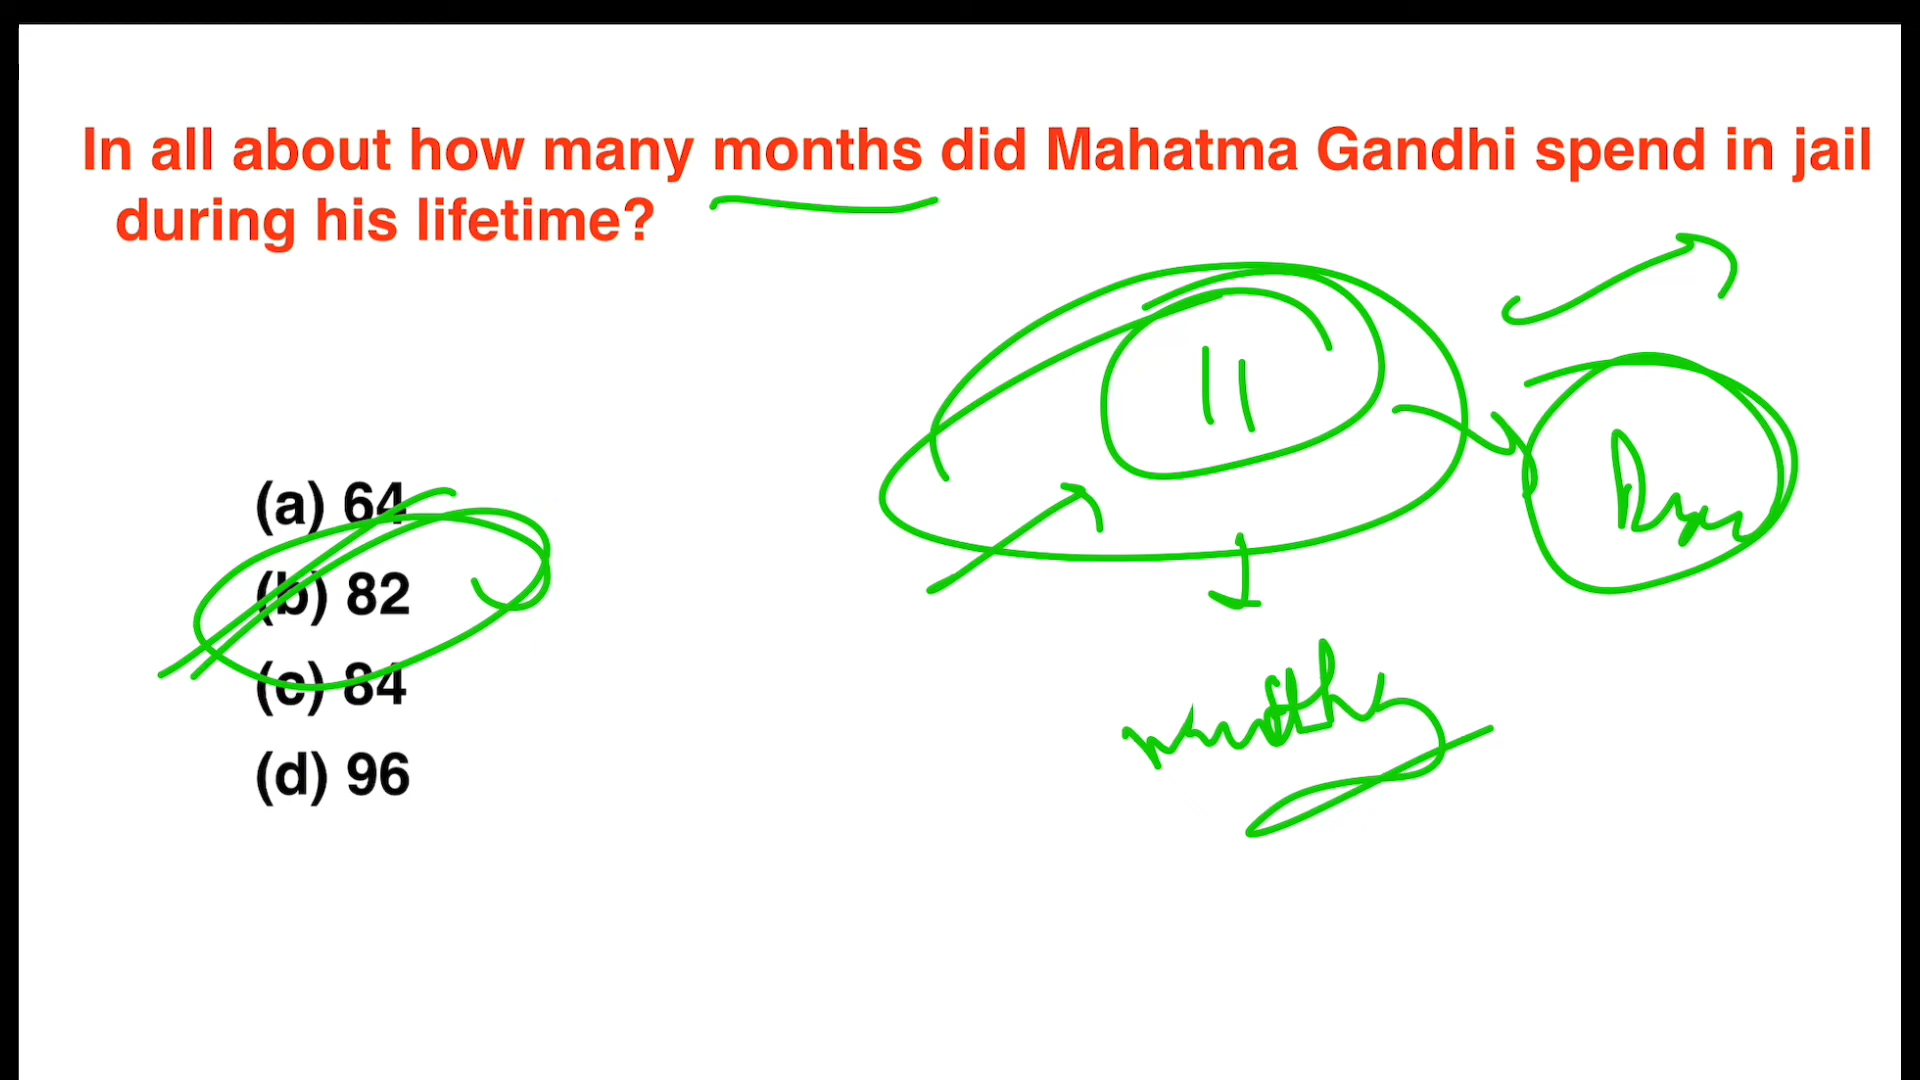 In all about how many months did Mahatma Gandhi spend in jail
during his lifetime?
11
(a) 64
(b) 82
(c) 84
(d) 96
months